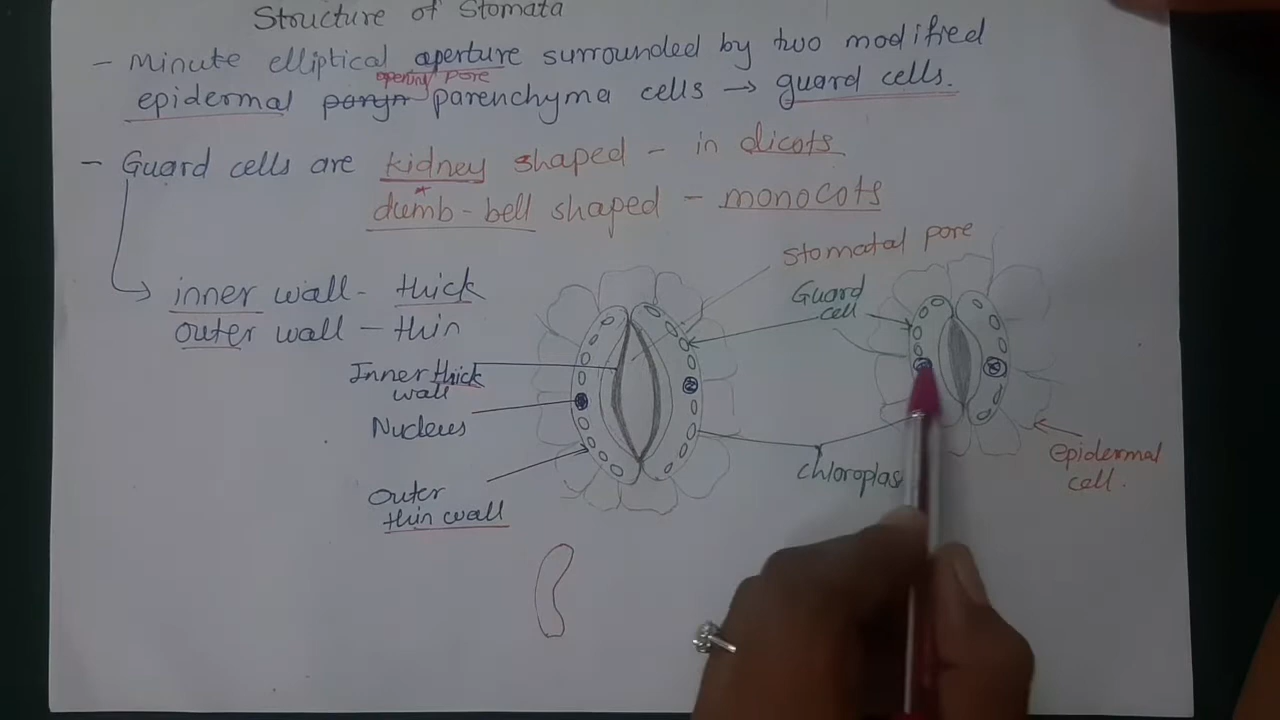 Structure of Stomata
- Minute elliptical aperture surrounded by two modified
opening pore
epidermal parenchyma cells → guard cells.
- Guard cells are kidney shaped - in dicots
dumb-bell shaped - monocots
inner wall - thick
outer wall - thin
stomatal pore
Guard
cell
Inner thick
wall
Nucleus
Outer
thin wall
chloroplas
epidermal
cell.